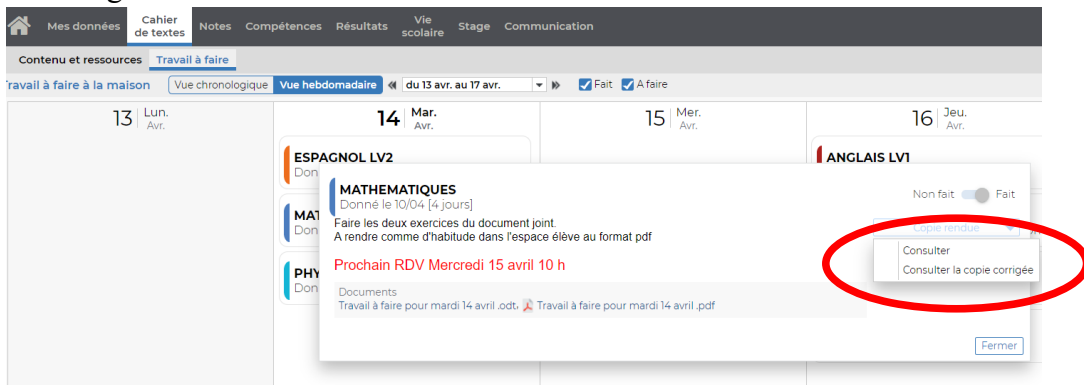 Mes données Cahier de textes Notes Compétences Résultats Vie scolaire Stage Communication
Contenu et ressources Travail à faire
Travail à faire à la maison Vue chronologique Vue hebdomadaire du 13 avr. au 17 avr. Fait A faire
13 Lun. Avr. 14 Mar. Avr. 15 Mer. Avr. 16 Jeu. Avr.
ESPAGNOL LV2 ANGLAIS LV1
Don
MATHEMATIQUES
Donné le 10/04 [4 jours] Non fait Fait
MAT
Don
Faire les deux exercices du document joint.
A rendre comme d'habitude dans l'espace élève au format pdf
Copie rendue
Consulter
Consulter la copie corrigée
Prochain RDV Mercredi 15 avril 10 h
PHY
Don
Documents
Travail à faire pour mardi 14 avril .odt, Travail à faire pour mardi 14 avril .pdf
Fermer